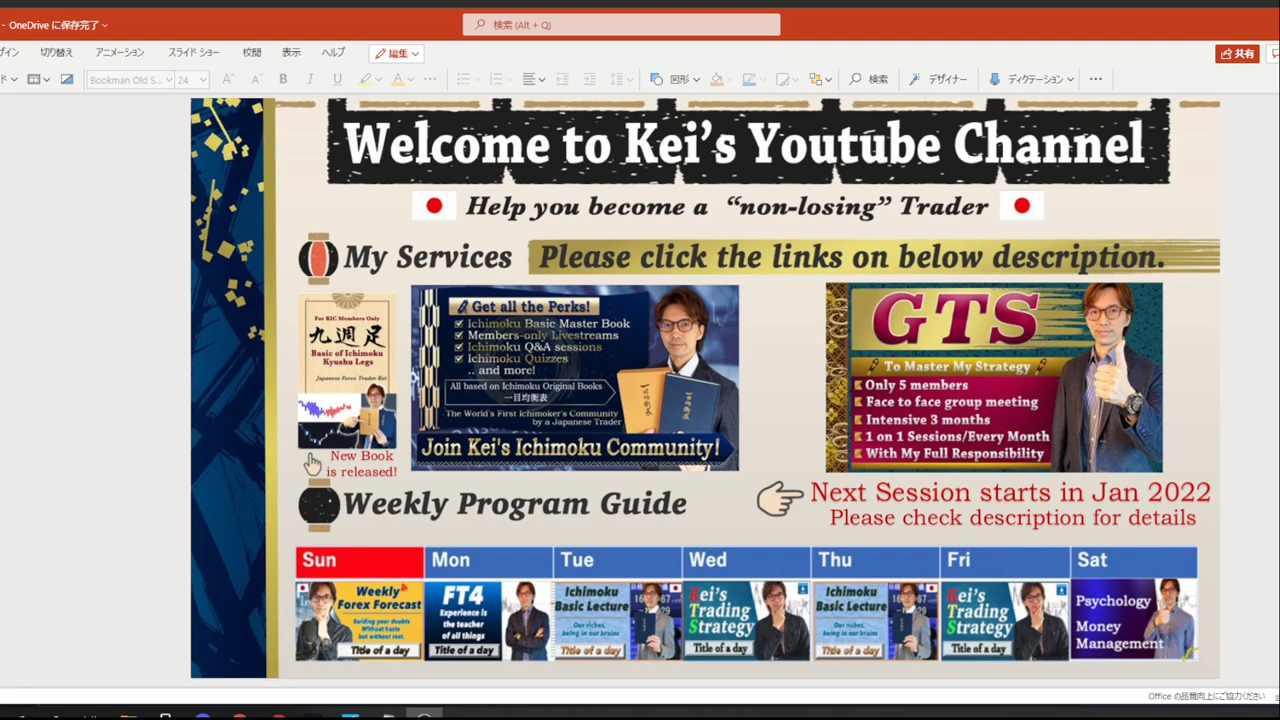 - OneDrive に保存完了
検索 (Alt + Q)
ザイン 切り替え アニメーション スライド ショー 校閲 表示 ヘルプ 編集 共有
Bookman Old S... 24 A A B I U A ... 図形 検索 デザイナー ディクテーション ...
Welcome to Kei's Youtube Channel
Help you become a “non-losing” Trader
My Services Please click the links on below description.
For KIC Members Only
九週足
Basic of Ichimoku
Kyushu Legs
Japanese Forex Trader Kei
New Book
is released!
Get all the Perks!
Ichimoku Basic Master Book
Members-only Livestreams
Ichimoku Q&A sessions
Ichimoku Quizzes
.. and more!
All based on Ichimoku Original Books
一目均衡表
The World's First Ichimoker's Community
by a Japanese Trader
Join Kei's Ichimoku Community!
GTS
To Master My Strategy
Only 5 members
Face to face group meeting
Intensive 3 months
1 on 1 Sessions/Every Month
With My Full Responsibility
Weekly Program Guide
Next Session starts in Jan 2022
Please check description for details
Sun Mon Tue Wed Thu Fri Sat
Weekly
Forex Forecast
Guiding your doubts
Without haste
but without rest.
Title of a day
FT4
Experience is
the teacher
of all things
Title of a day
Ichimoku
Basic Lecture
Our riches,
being in our brains
Title of a day
Kei's
Trading
Strategy
Title of a day
Ichimoku
Basic Lecture
Our riches,
being in our brains
Title of a day
Kei's
Trading
Strategy
Title of a day
Psychology
Money
Management
Office の品質向上にご協力ください